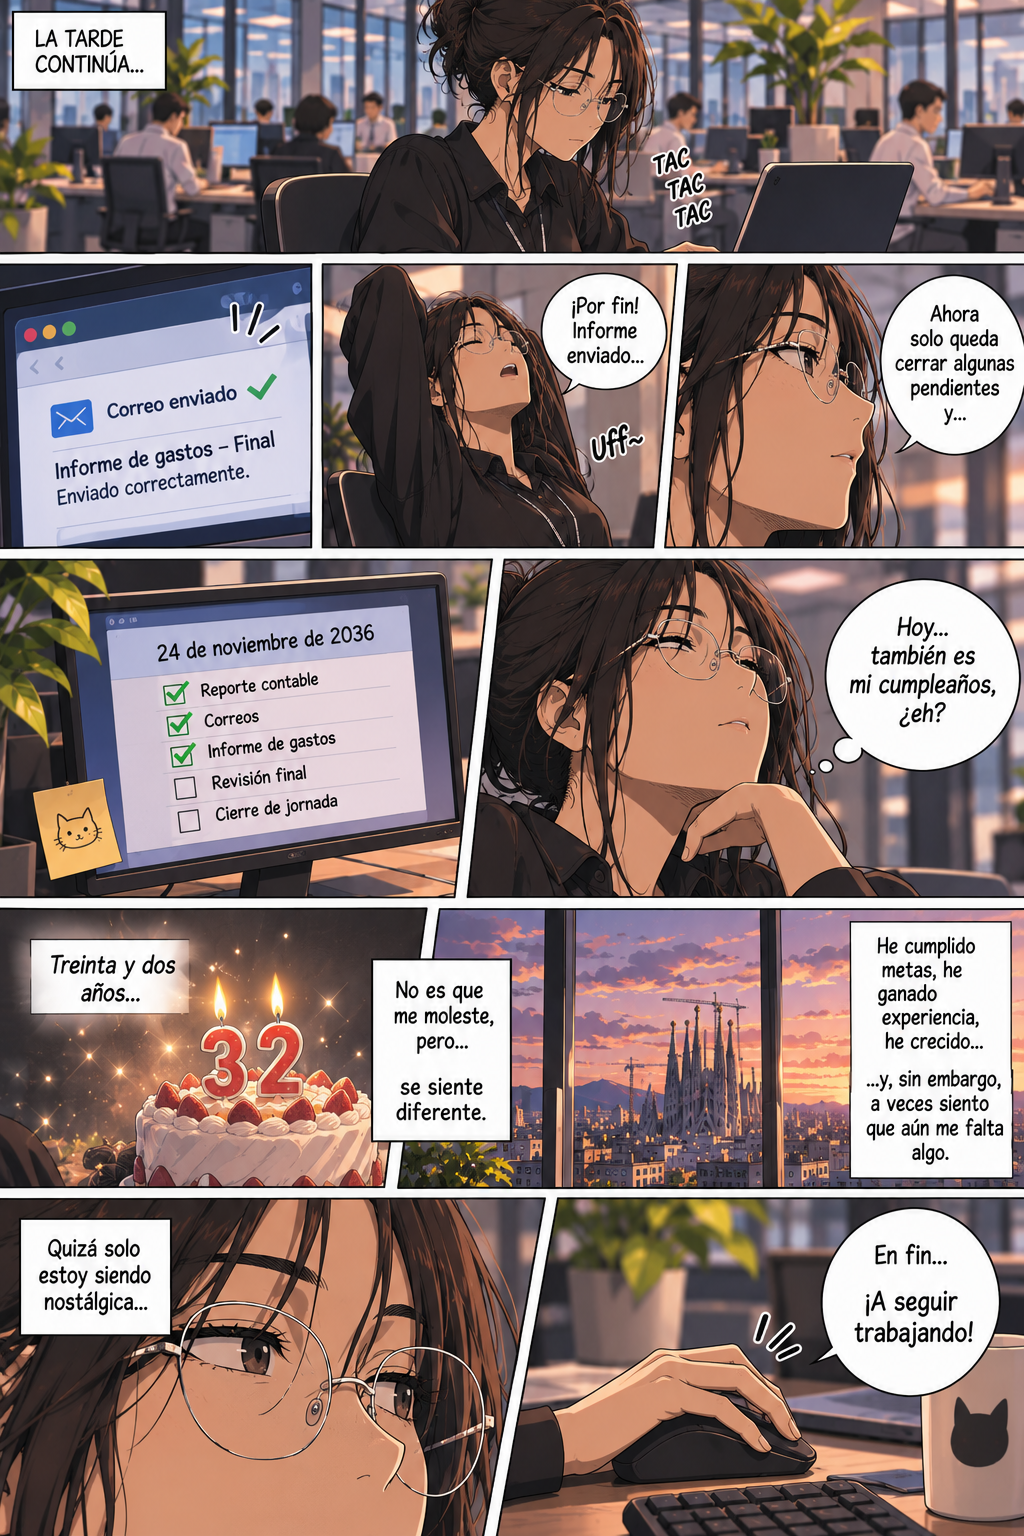 LA TARDE
CONTINÚA...
TAC
TAC
TAC
Correo enviado
Informe de gastos – Final
Enviado correctamente.
¡Por fin!
Informe
enviado...
Uff~
Ahora
solo queda
cerrar algunas
pendientes
y...
24 de noviembre de 2036
Reporte contable
Correos
Informe de gastos
Revisión final
Cierre de jornada
Hoy...
también es
mi cumpleaños,
¿eh?
Treinta y dos
años...
32
No es que
me moleste,
pero...
se siente
diferente.
He cumplido
metas, he
ganado
experiencia,
he crecido...
...y, sin embargo,
a veces siento
que aún me falta
algo.
Quizá solo
estoy siendo
nostálgica...
En fin...
¡A seguir
trabajando!